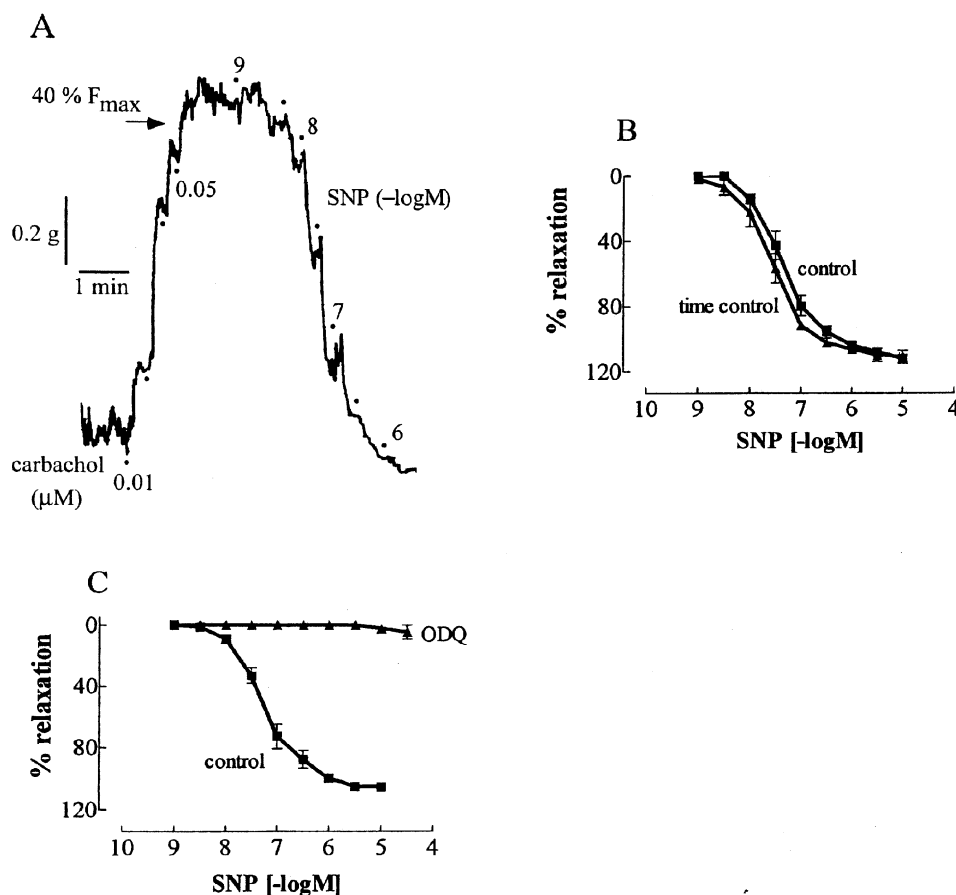 A
9
40 % Fmax
8
0.05
SNP (–logM)
0.2 g
1 min
7
6
carbachol
(µM)
0.01
B
0
40
80
120
% relaxation
control
time control
10 9 8 7 6 5 4
SNP [-logM]
C
0
40
80
120
% relaxation
ODQ
control
10 9 8 7 6 5 4
SNP [-logM]